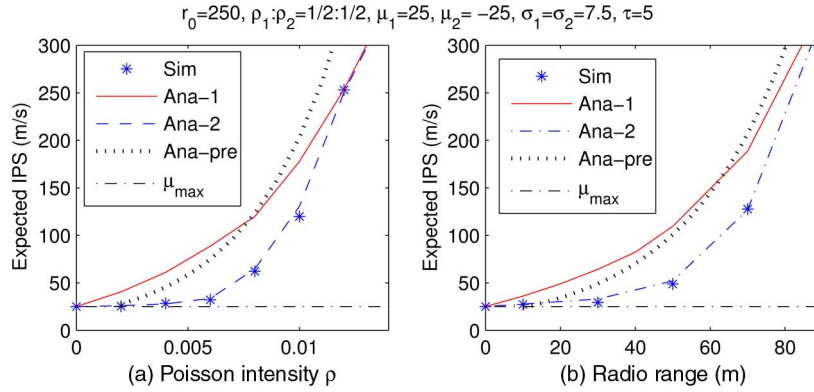 r₀=250, ρ₁:ρ₂=1/2:1/2, μ₁=25, μ₂= −25, σ₁=σ₂=7.5, τ=5
Expected IPS (m/s)
300
250
200
150
100
50
0
Sim
Ana−1
Ana−2
Ana−pre
μmax
0
0.005
0.01
(a) Poisson intensity ρ
Expected IPS (m/s)
300
250
200
150
100
50
0
Sim
Ana−1
Ana−2
Ana−pre
μmax
0
20
40
60
80
(b) Radio range (m)